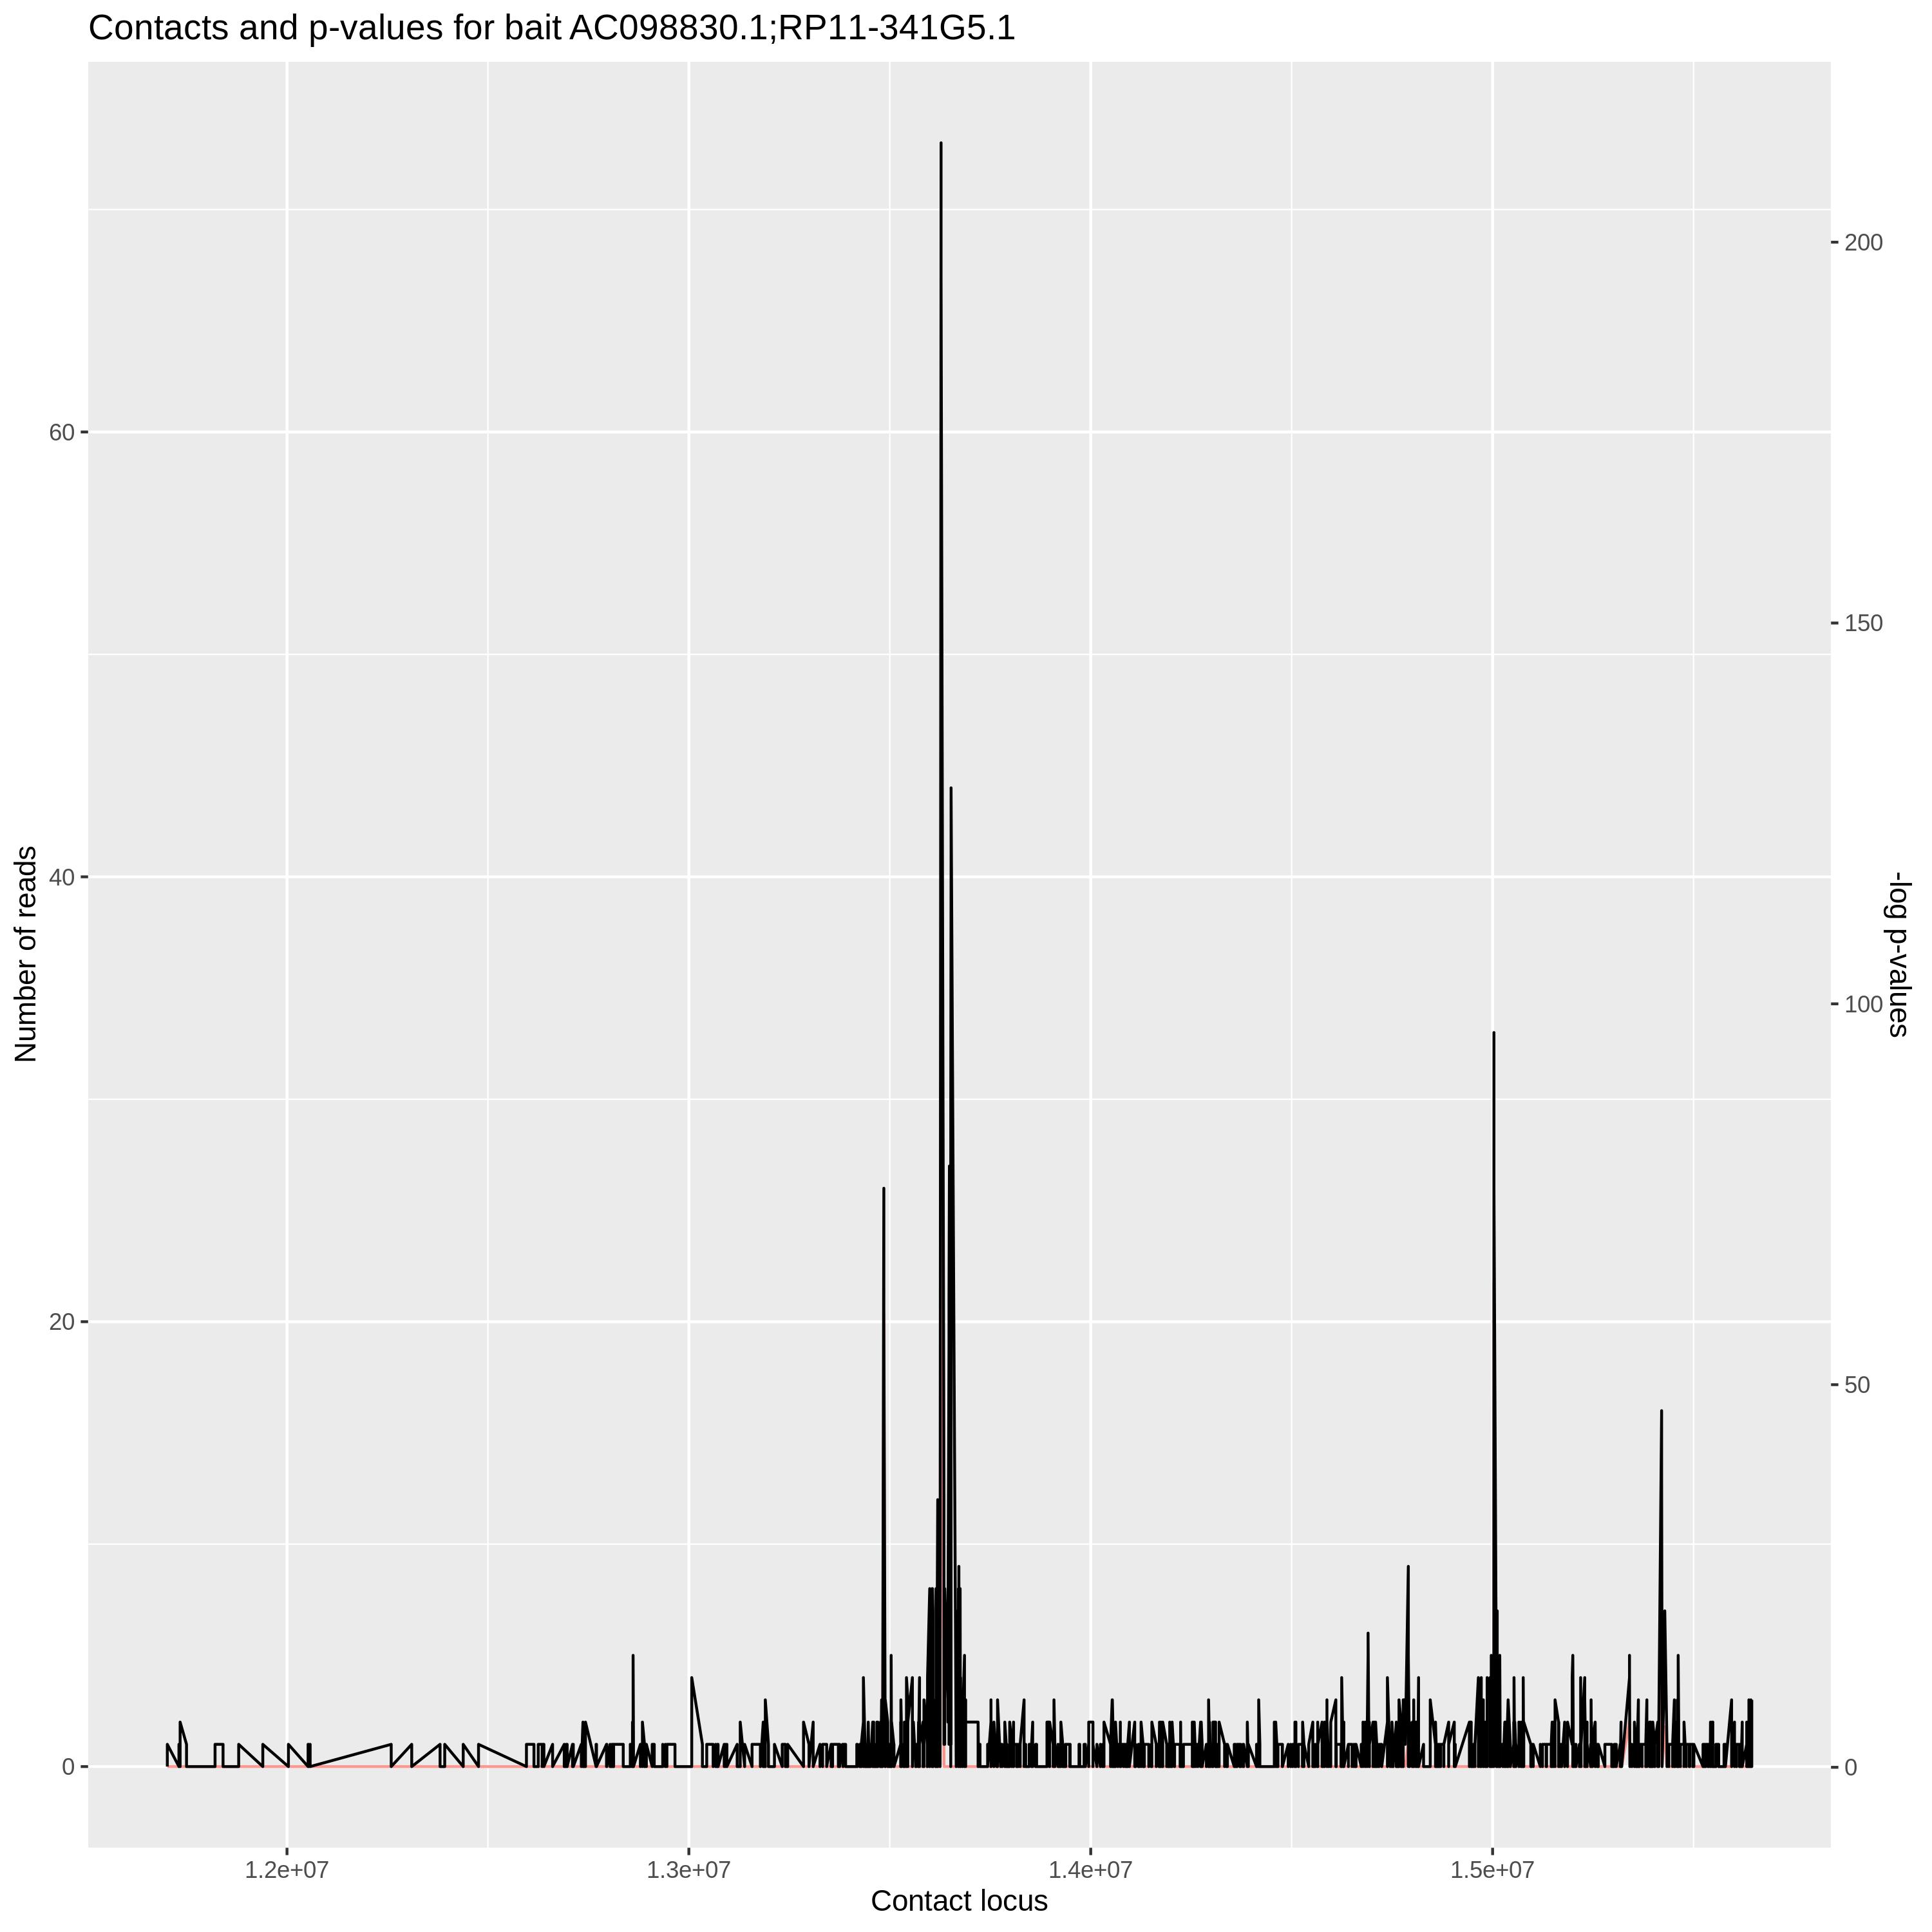 Contacts and p-values for bait AC098830.1;RP11-341G5.1
Number of reads
60
40
20
0
200
150
100
50
0
-log p-values
1.2e+07
1.3e+07
1.4e+07
1.5e+07
Contact locus